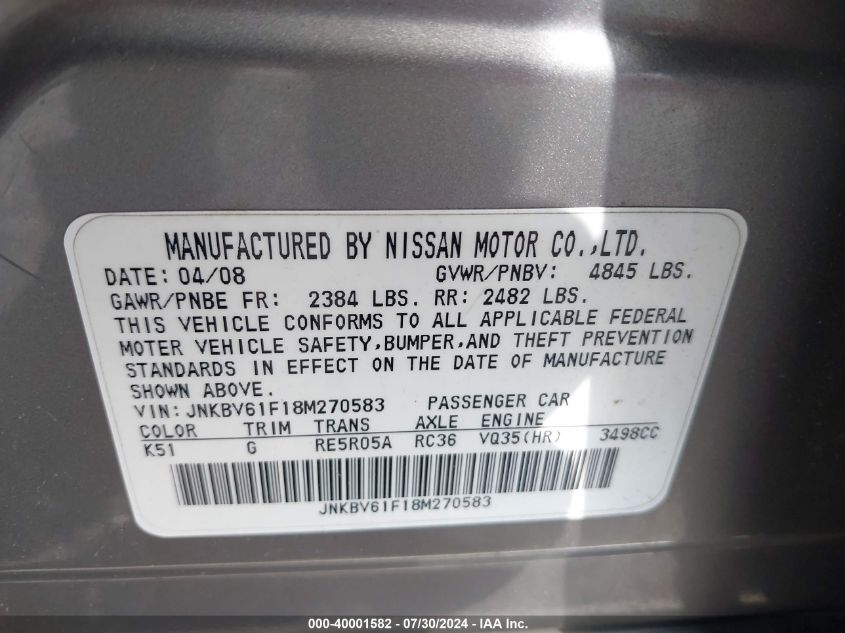 MANUFACTURED BY NISSAN MOTOR CO.,LTD.
DATE: 04/08 GVWR/PNBV: 4845 LBS.
GAWR/PNBE FR: 2384 LBS. RR: 2482 LBS.
THIS VEHICLE CONFORMS TO ALL APPLICABLE FEDERAL
MOTER VEHICLE SAFETY,BUMPER,AND THEFT PREVENTION
STANDARDS IN EFFECT ON THE DATE OF MANUFACTURE
SHOWN ABOVE.
VIN: JNKBV61F18M270583 PASSENGER CAR
COLOR TRIM TRANS AXLE ENGINE
K51 G RE5R05A RC36 VQ35(HR) 3498CC
JNKBV61F18M270583
000-40001582 - 07/30/2024 - IAA Inc.